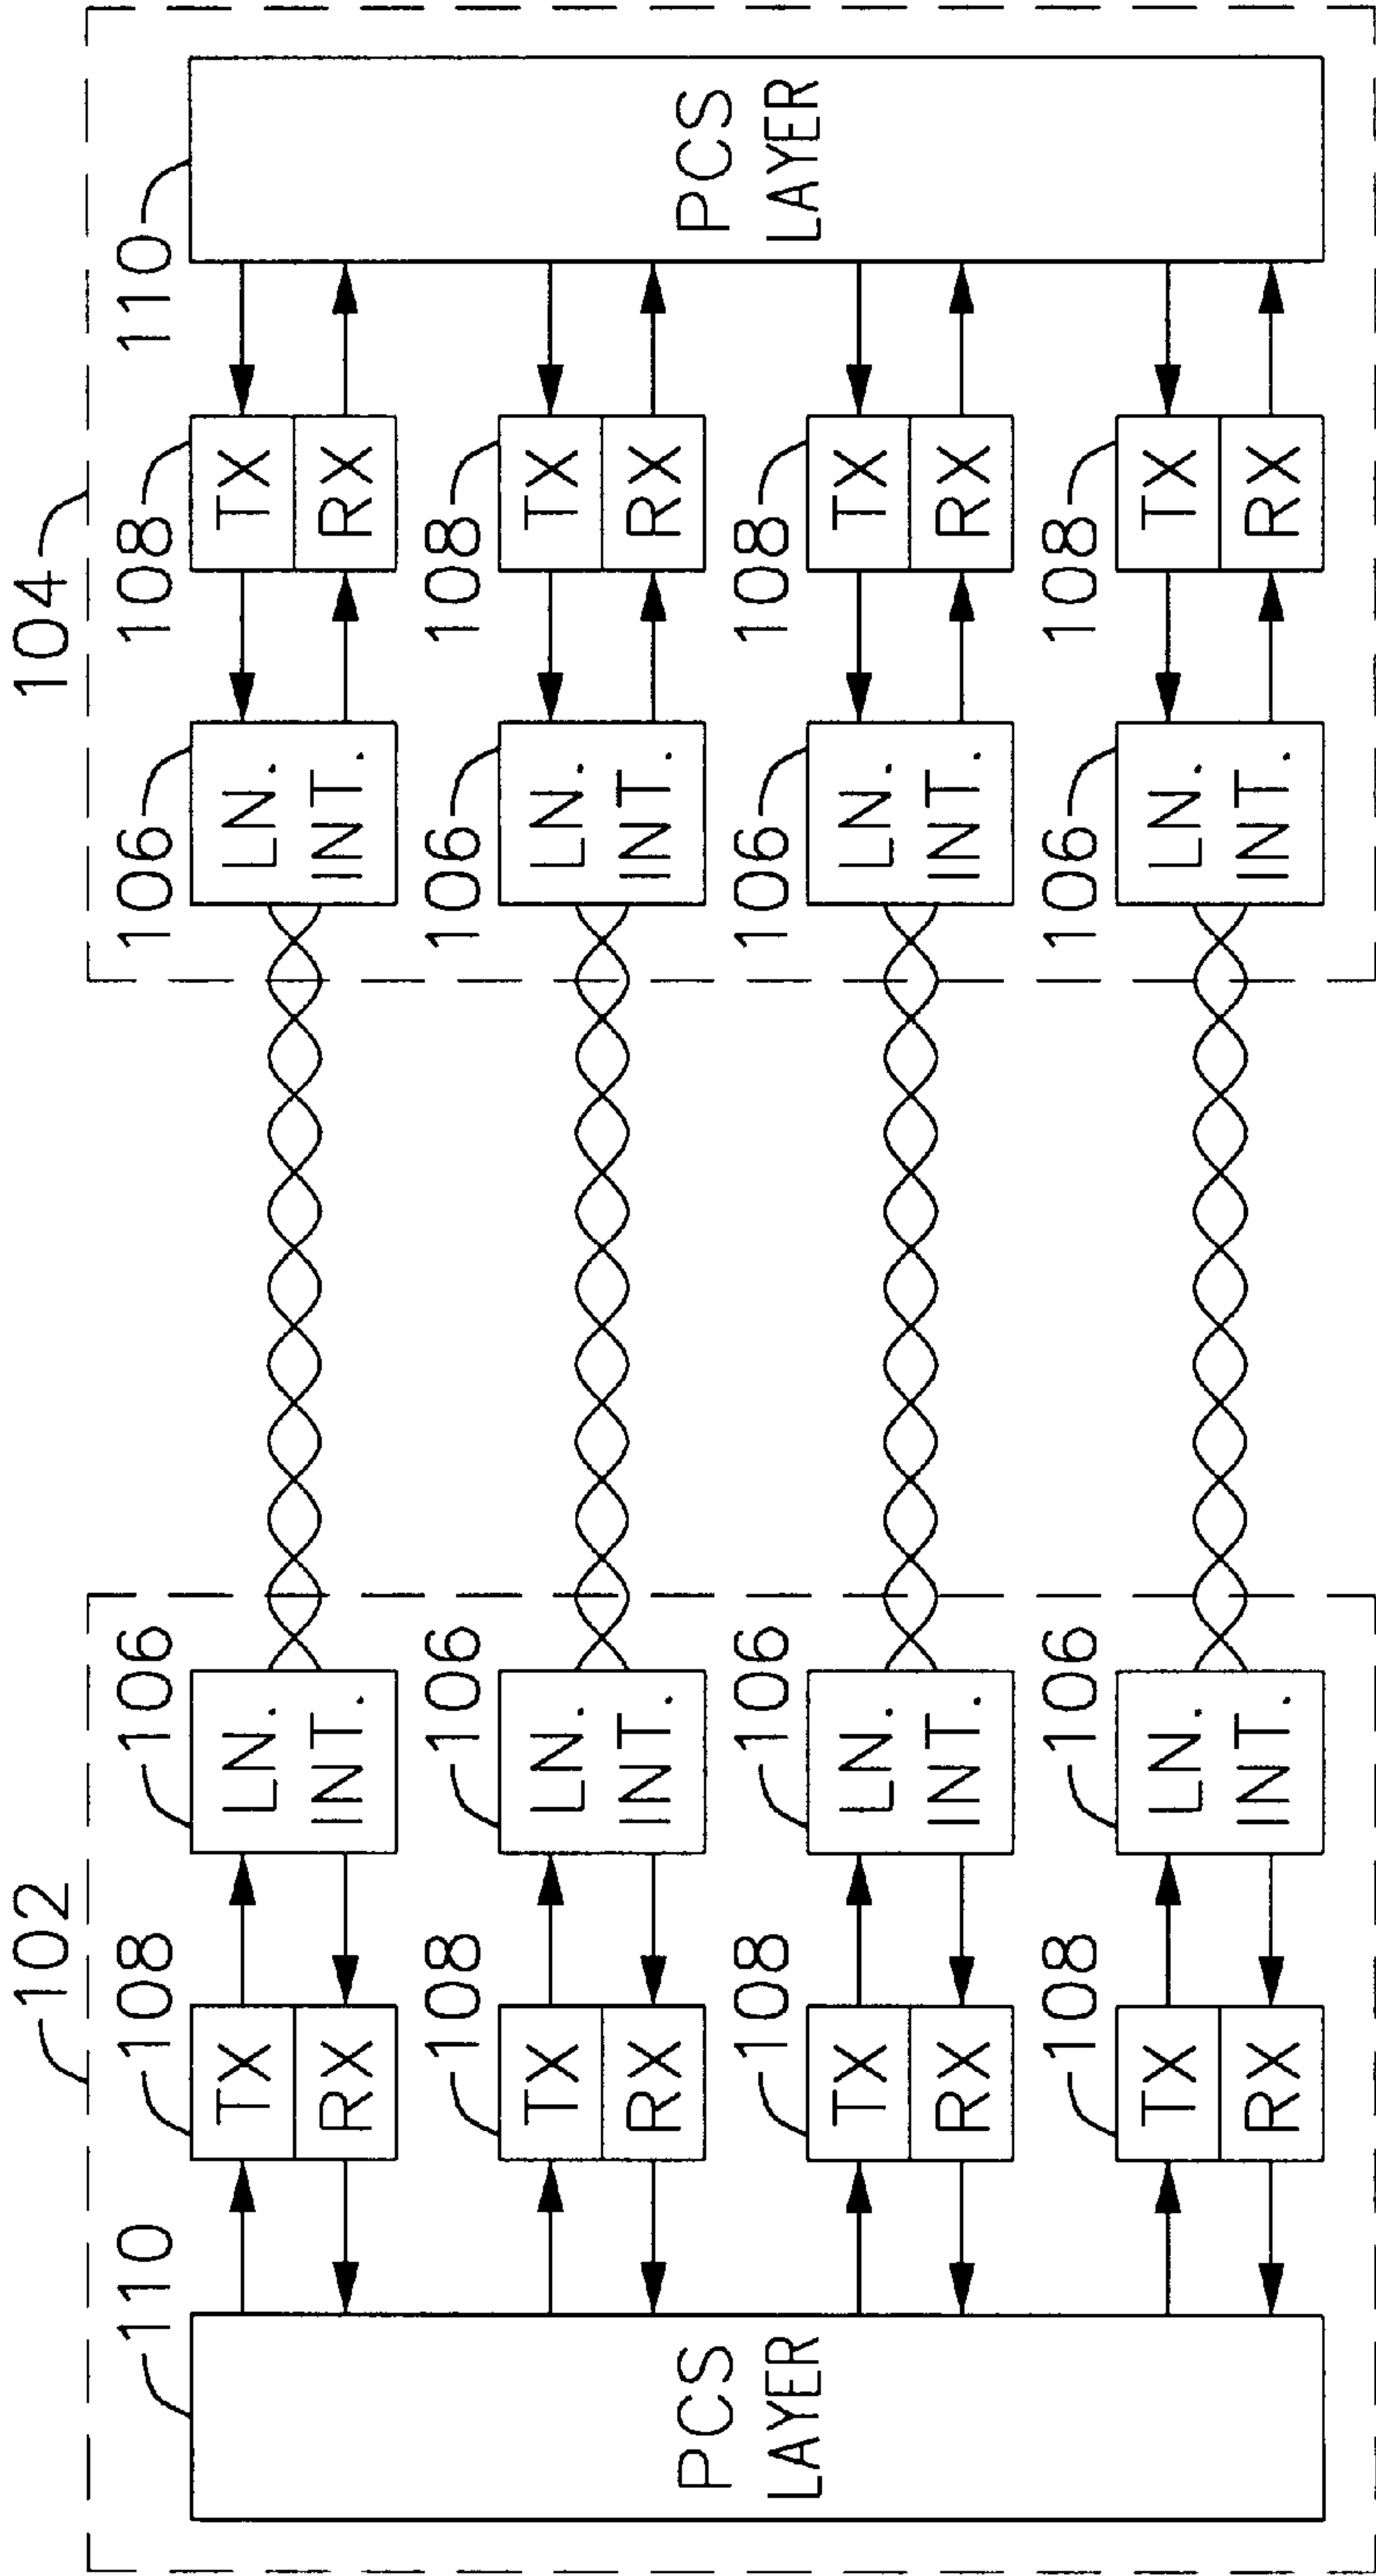 102
104
110
108
106
106
108
110
TX
LN.
LN.
TX
RX
INT.
INT.
RX
108
106
106
108
TX
LN.
LN.
TX
RX
INT.
INT.
RX
PCS
LAYER
PCS
LAYER
108
106
106
108
TX
LN.
LN.
TX
RX
INT.
INT.
RX
108
106
106
108
TX
LN.
LN.
TX
RX
INT.
INT.
RX